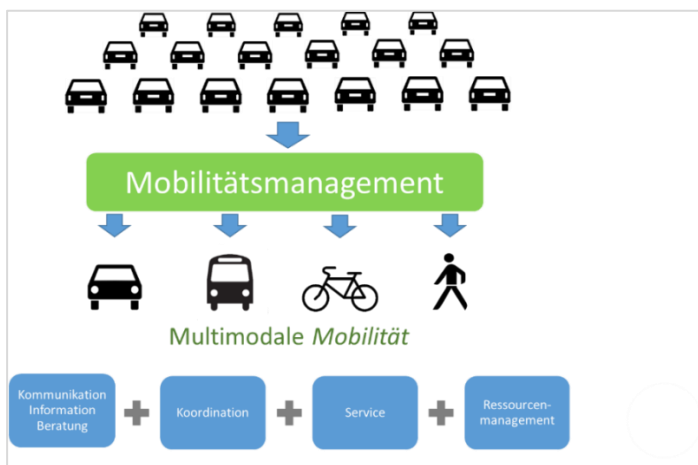 Mobilitätsmanagement
Multimodale Mobilität
Kommunikation
Information
Beratung
Koordination
Service
Ressourcen-
management